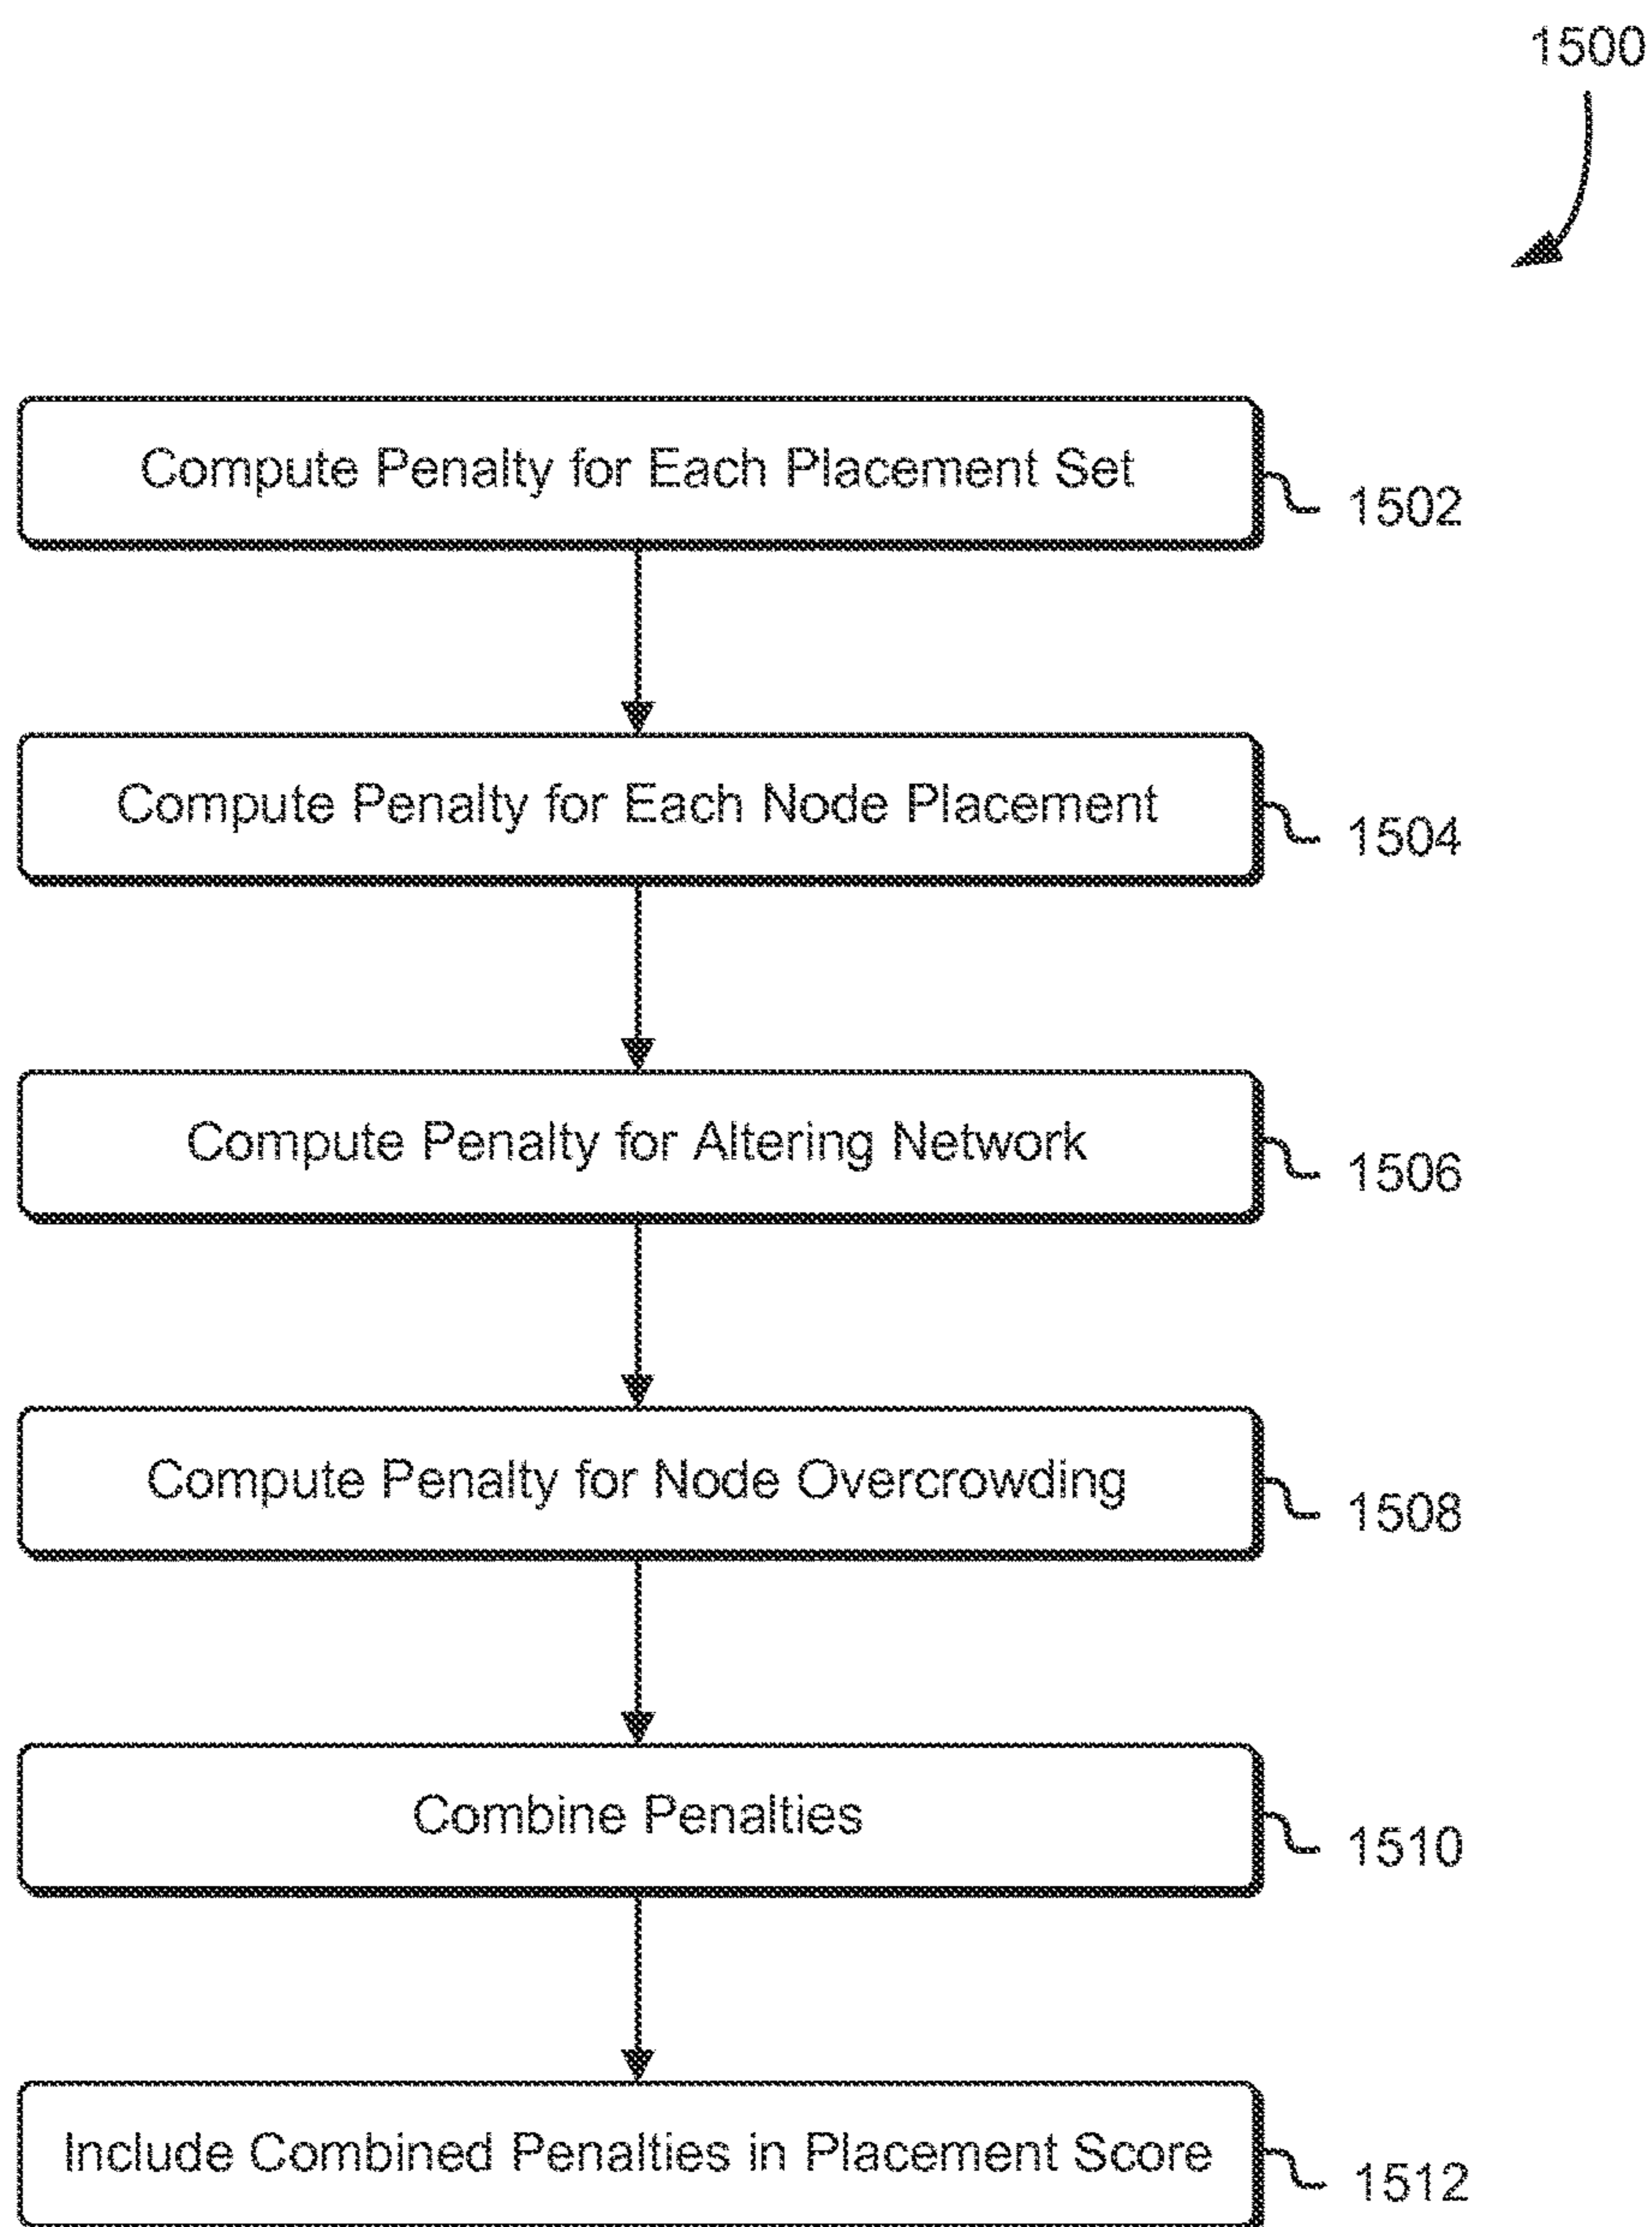 1500
Compute Penalty for Each Placement Set
1502
Compute Penalty for Each Node Placement
1504
Compute Penalty for Altering Network
1506
Compute Penalty for Node Overcrowding
1508
Combine Penalties
1510
Include Combined Penalties in Placement Score
1512